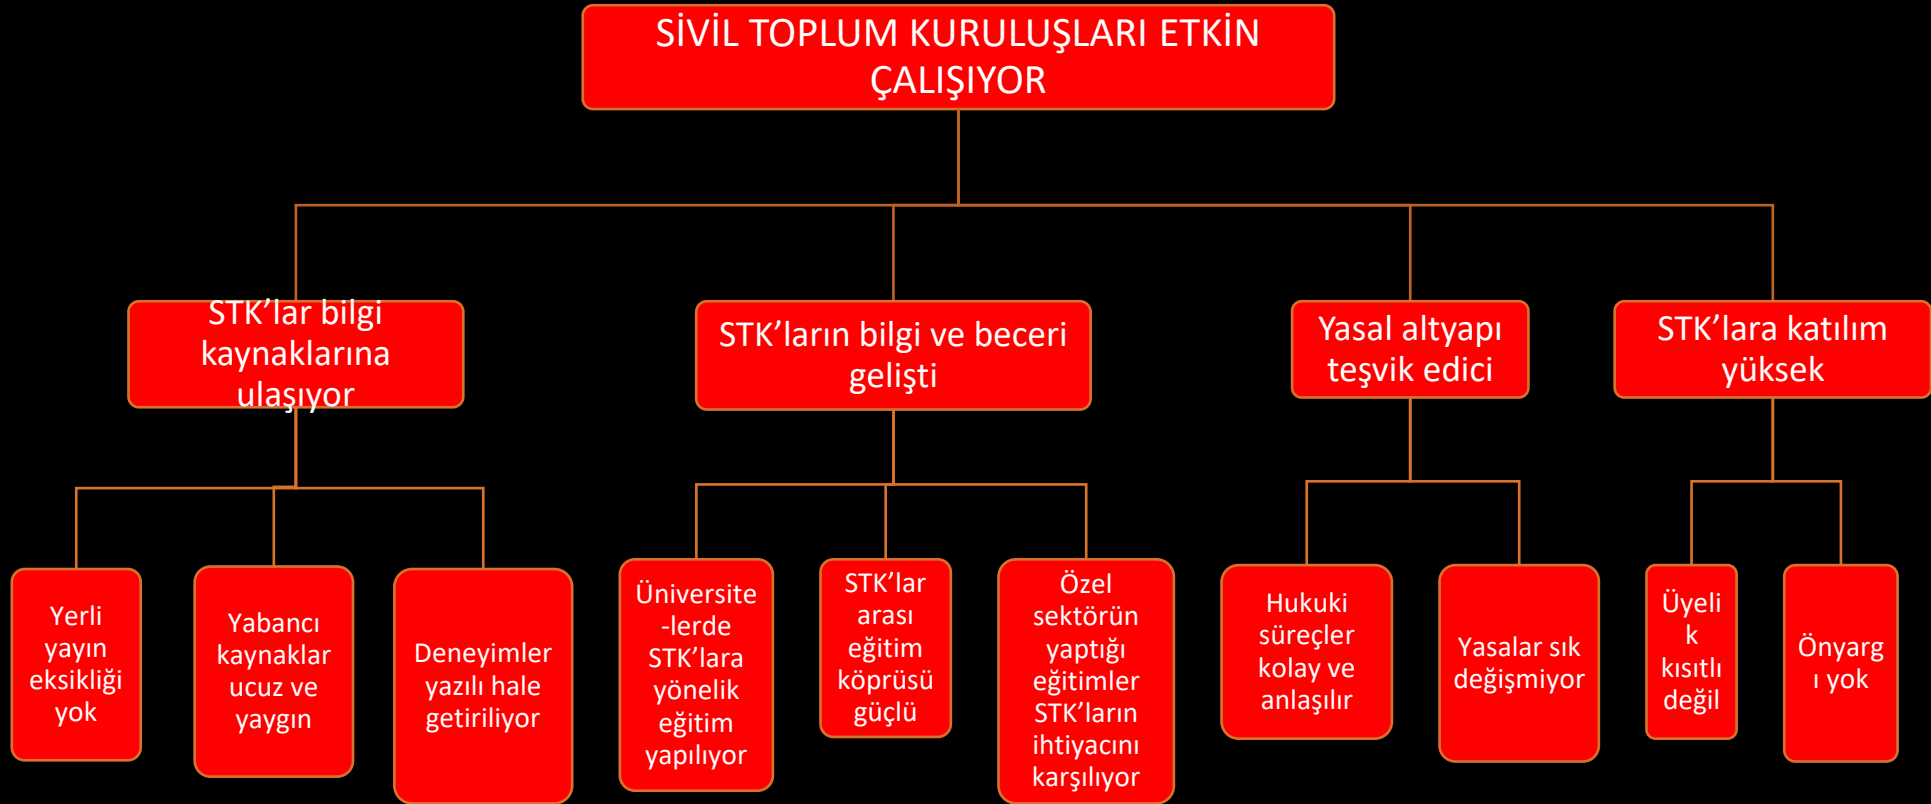 SİVİL TOPLUM KURULUŞLARI ETKİN
ÇALIŞIYOR
STK’lar bilgi
kaynaklarına
ulaşıyor
STK’ların bilgi ve beceri
gelişti
Yasal altyapı
teşvik edici
STK’lara katılım
yüksek
Yerli
yayın
eksikliği
yok
Yabancı
kaynaklar
ucuz ve
yaygın
Deneyimler
yazılı hale
getiriliyor
Üniversite
-lerde
STK’lara
yönelik
eğitim
yapılıyor
STK’lar
arası
eğitim
köprüsü
güçlü
Özel
sektörün
yaptığı
eğitimler
STK’ların
ihtiyacını
karşılıyor
Hukuki
süreçler
kolay ve
anlaşılır
Yasalar sık
değişmiyor
Üyeli
k
kısıtlı
değil
Önyarg
ı yok